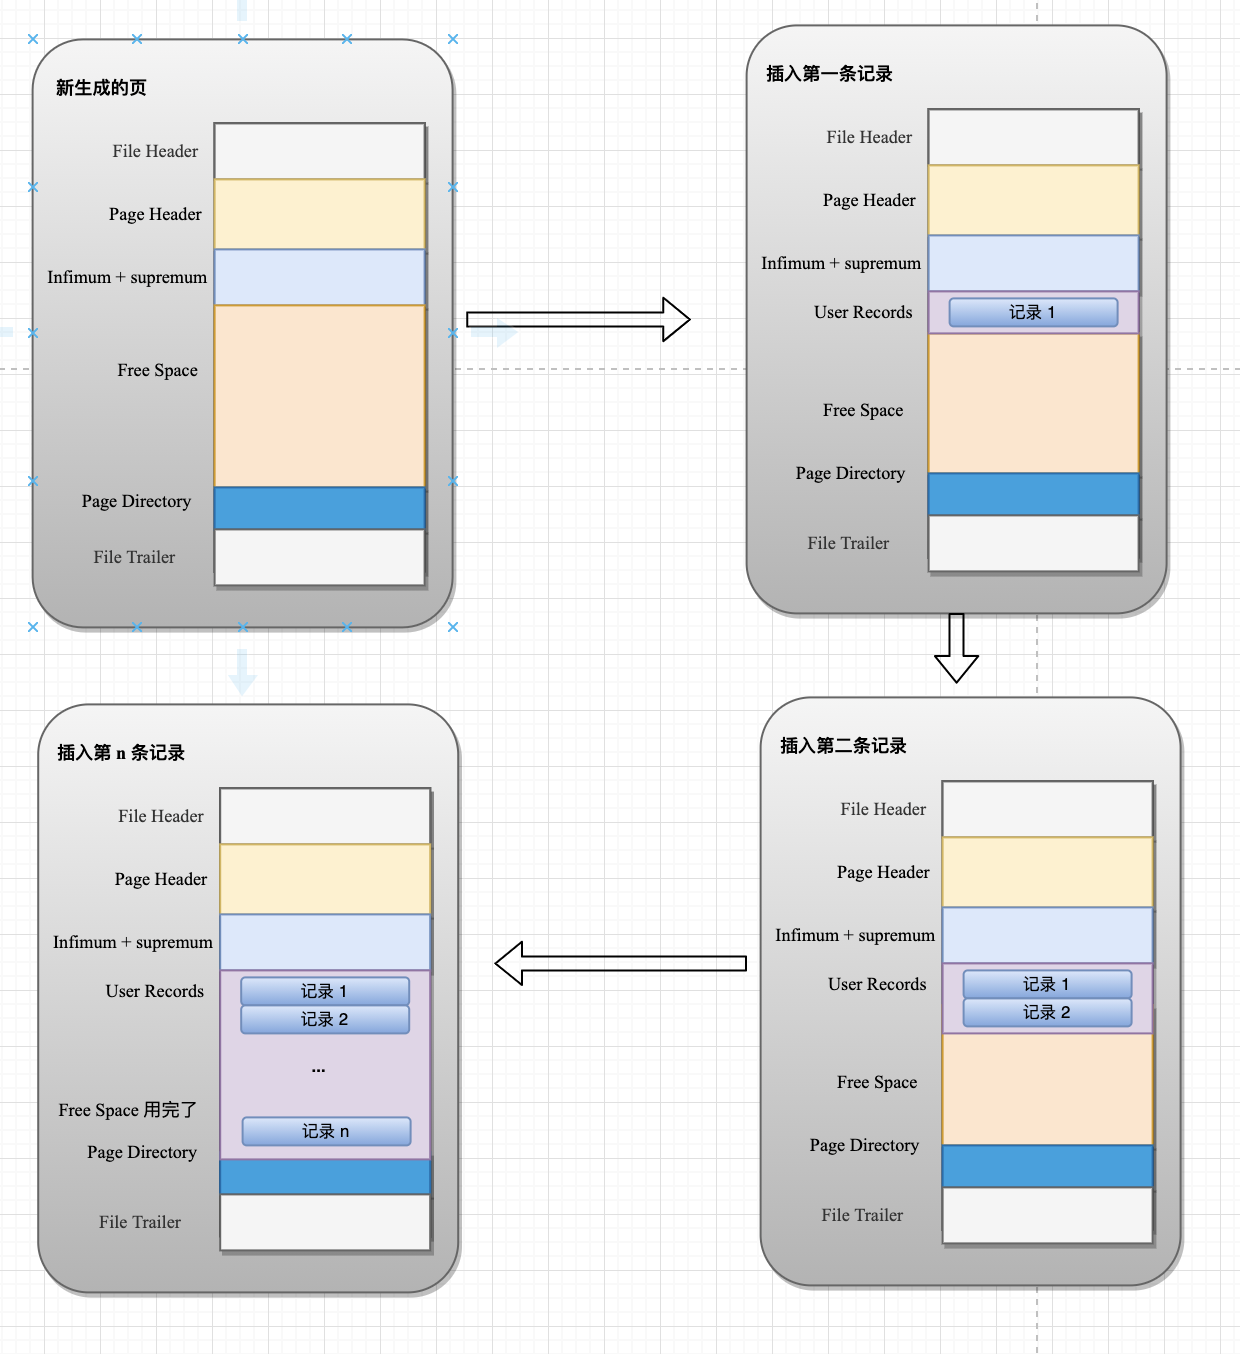 新生成的页
File Header
Page Header
Infimum + supremum
Free Space
Page Directory
File Trailer
插入第一条记录
File Header
Page Header
Infimum + supremum
User Records
记录 1
Free Space
Page Directory
File Trailer
插入第 n 条记录
File Header
Page Header
Infimum + supremum
User Records
记录 1
记录 2
...
Free Space 用完了
记录 n
Page Directory
File Trailer
插入第二条记录
File Header
Page Header
Infimum + supremum
User Records
记录 1
记录 2
Free Space
Page Directory
File Trailer